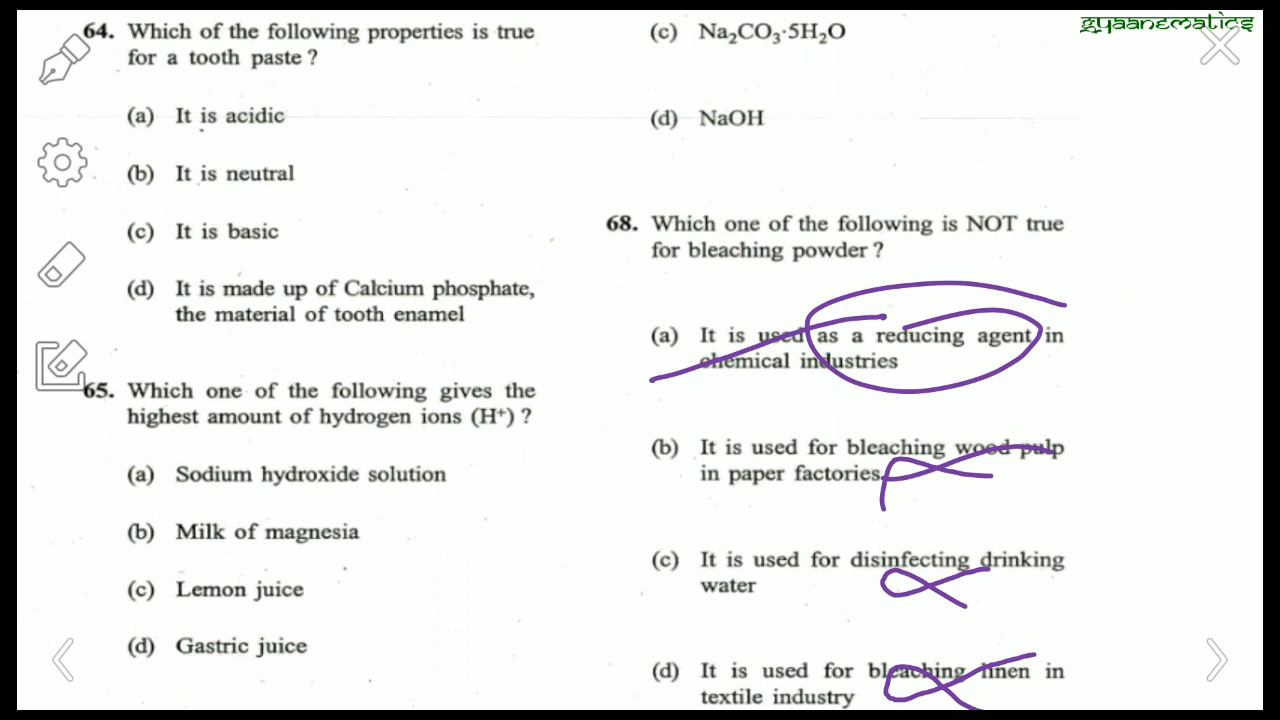 gyaanematics
64. Which of the following properties is true
for a tooth paste ?
(a) It is acidic
(b) It is neutral
(c) It is basic
(d) It is made up of Calcium phosphate,
the material of tooth enamel
65. Which one of the following gives the
highest amount of hydrogen ions (H⁺) ?
(a) Sodium hydroxide solution
(b) Milk of magnesia
(c) Lemon juice
(d) Gastric juice
(c) Na₂CO₃·5H₂O
(d) NaOH
68. Which one of the following is NOT true
for bleaching powder ?
(a) It is used as a reducing agent in
chemical industries
(b) It is used for bleaching wood pulp
in paper factories
(c) It is used for disinfecting drinking
water
(d) It is used for bleaching linen in
textile industry